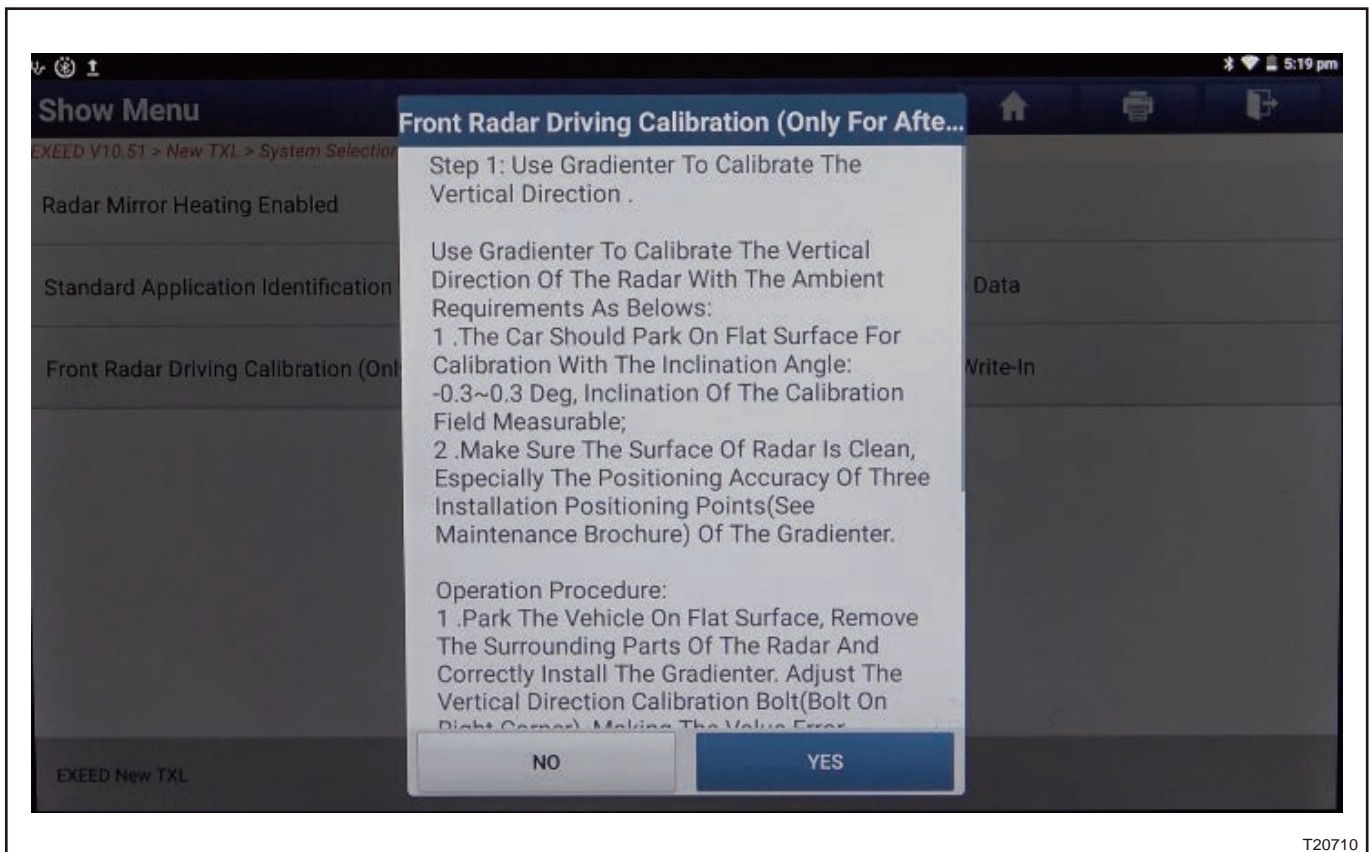 5:19 pm
Show Menu
Front Radar Driving Calibration (Only For Afte...
EXEED V10.51 > New TXL > System Selection
Step 1: Use Gradienter To Calibrate The
Vertical Direction .
Radar Mirror Heating Enabled
Use Gradienter To Calibrate The Vertical
Direction Of The Radar With The Ambient
Requirements As Belows:
Standard Application Identification
Data
1 .The Car Should Park On Flat Surface For
Calibration With The Inclination Angle:
-0.3~0.3 Deg, Inclination Of The Calibration
Field Measurable;
Front Radar Driving Calibration (Onl
Write-In
2 .Make Sure The Surface Of Radar Is Clean,
Especially The Positioning Accuracy Of Three
Installation Positioning Points(See
Maintenance Brochure) Of The Gradienter.
Operation Procedure:
1 .Park The Vehicle On Flat Surface, Remove
The Surrounding Parts Of The Radar And
Correctly Install The Gradienter. Adjust The
Vertical Direction Calibration Bolt(Bolt On
Right Corner), Making The Value Error
NO
YES
EXEED New TXL
T20710